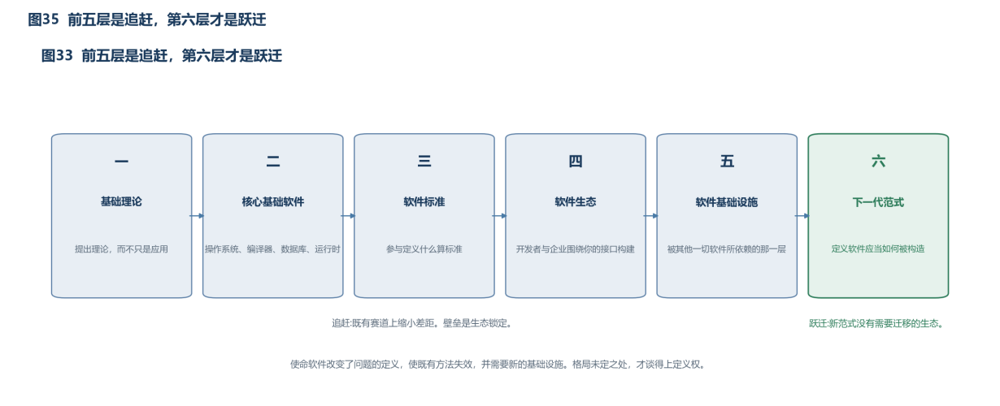 图35 前五层是追赶，第六层才是跃迁
图33 前五层是追赶，第六层才是跃迁
一
基础理论
提出理论，而不只是应用
二
核心基础软件
操作系统、编译器、数据库、运行时
三
软件标准
参与定义什么算标准
四
软件生态
开发者与企业围绕你的接口构建
五
软件基础设施
被其他一切软件所依赖的那一层
六
下一代范式
定义软件应当如何被构造
追赶:既有赛道上缩小差距。壁垒是生态锁定。
跃迁:新范式没有需要迁移的生态。
使命软件改变了问题的定义，使既有方法失效，并需要新的基础设施。格局未定之处，才谈得上定义权。